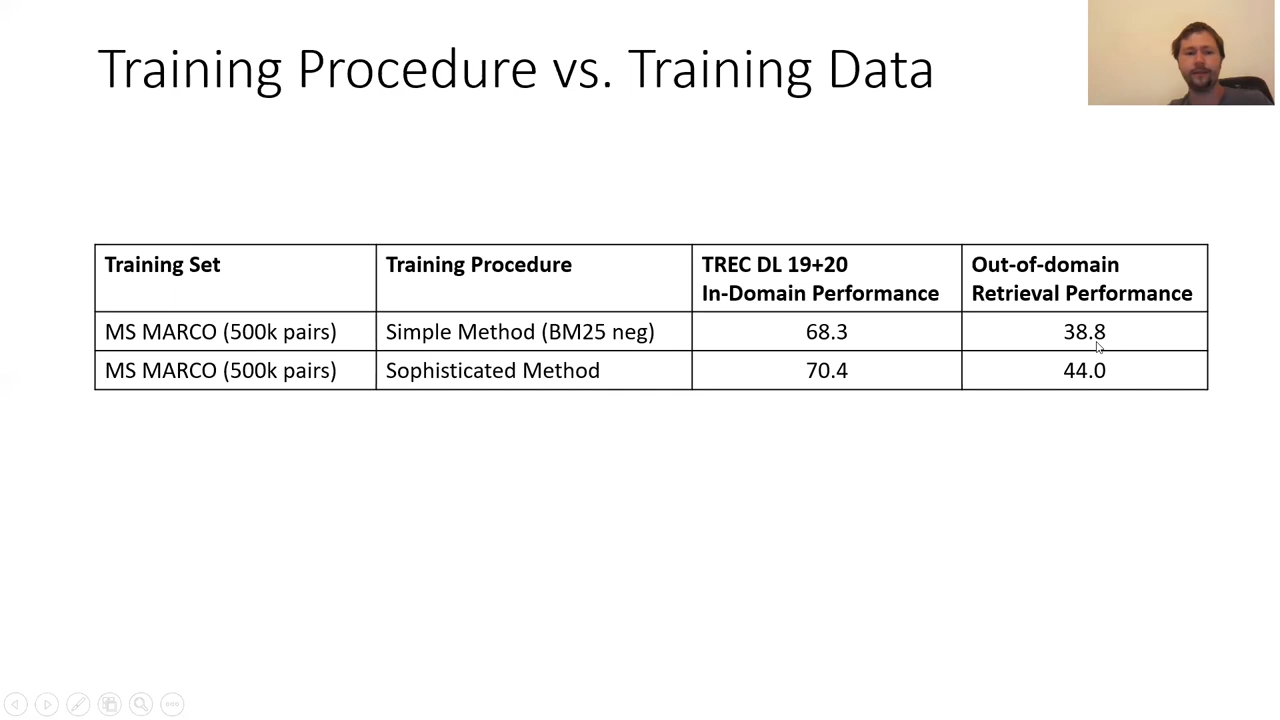 Training Procedure vs. Training Data
Training Set
Training Procedure
TREC DL 19+20
In-Domain Performance
Out-of-domain
Retrieval Performance
MS MARCO (500k pairs)
Simple Method (BM25 neg)
68.3
38.8
MS MARCO (500k pairs)
Sophisticated Method
70.4
44.0